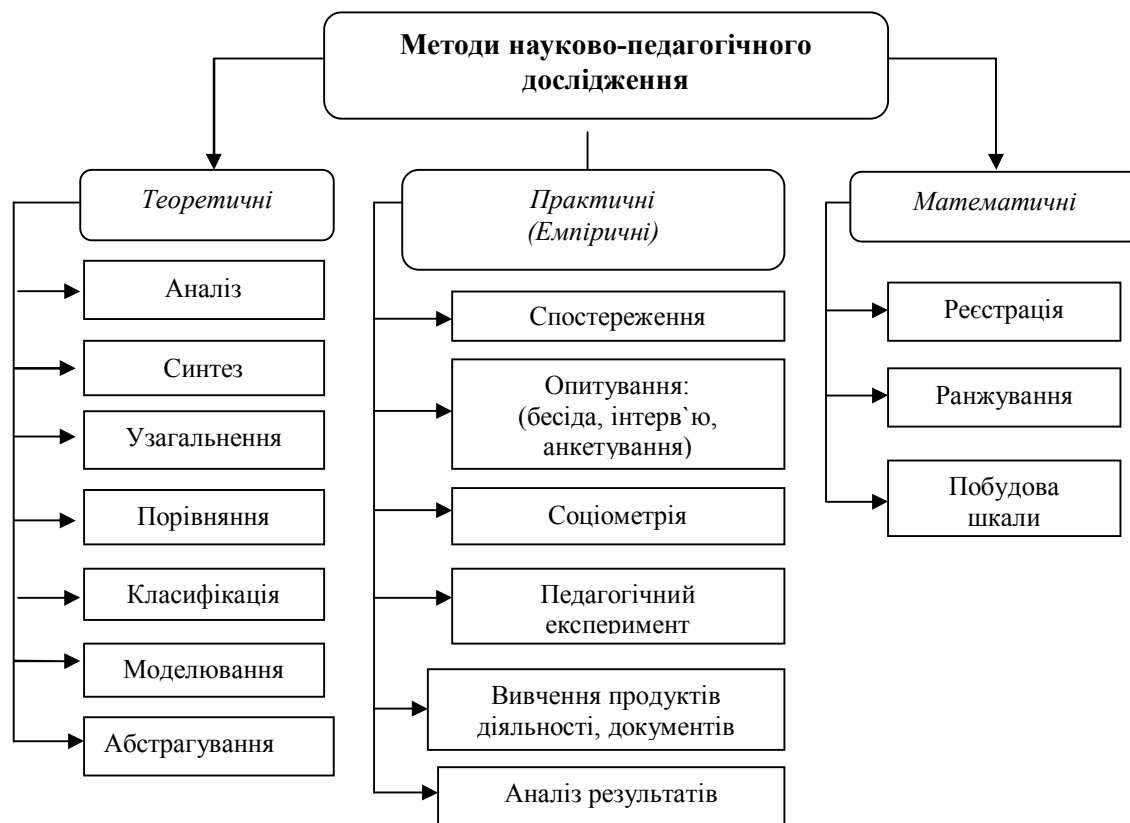 Методи науково-педагогічного
дослідження
Теоретичні
Аналіз
Синтез
Узагальнення
Порівняння
Класифікація
Моделювання
Абстрагування
Практичні
(Емпіричні)
Спостереження
Опитування:
(бесіда, інтерв`ю,
анкетування)
Соціометрія
Педагогічний
експеримент
Вивчення продуктів
діяльності, документів
Аналіз результатів
Математичні
Реєстрація
Ранжування
Побудова
шкали